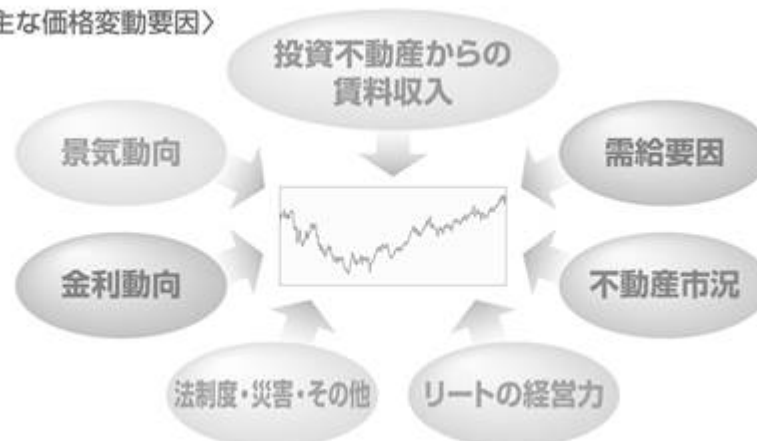 主な価格変動要因〉
投資不動産からの
賃料収入
景気動向
需給要因
金利動向
不動産市況
法制度・災害・その他
リートの経営力